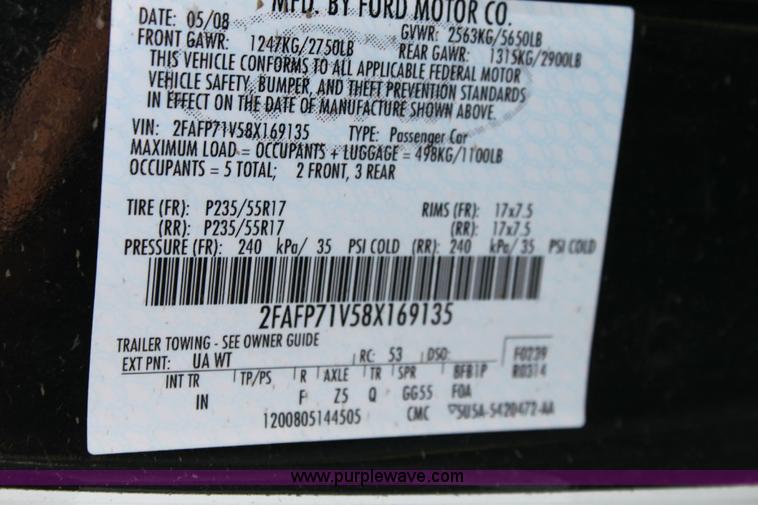 MFD. BY FORD MOTOR CO.
DATE: 05/08 GVWR: 2563KG/5650LB
FRONT GAWR: 1247KG/2750LB REAR GAWR: 1315KG/2900LB
THIS VEHICLE CONFORMS TO ALL APPLICABLE FEDERAL MOTOR
VEHICLE SAFETY, BUMPER, AND THEFT PREVENTION STANDARDS
IN EFFECT ON THE DATE OF MANUFACTURE SHOWN ABOVE.
VIN: 2FAFP71V58X169135 TYPE: Passenger Car
MAXIMUM LOAD = OCCUPANTS + LUGGAGE = 498KG/1100LB
OCCUPANTS = 5 TOTAL; 2 FRONT, 3 REAR
TIRE (FR): P235/55R17 RIMS (FR): 17x7.5
(RR): P235/55R17 (RR): 17x7.5
PRESSURE (FR): 240 kPa/ 35 PSI COLD (RR): 240 kPa/ 35 PSI COLD
2FAFP71V58X169135
TRAILER TOWING - SEE OWNER GUIDE
EXT PNT: UA WT RC: 53 DSO: F0239
R0314
INT TR TP/PS R AXLE TR SPR BFB1P
IN F Z5 Q GG55 FOA
1200805144505 CMC 5U5A-5420472-AA
www.purplewave.com